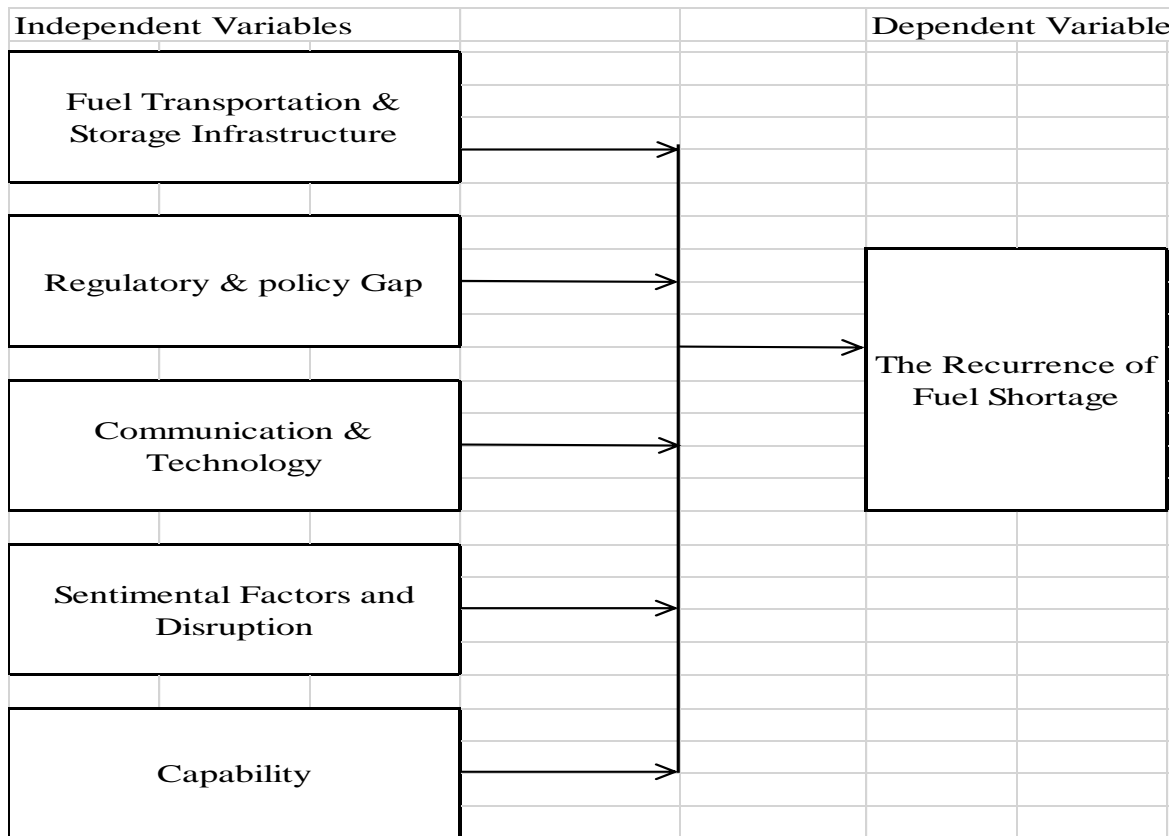 Independent Variables
Dependent Variable
Fuel Transportation &
Storage Infrastructure
Regulatory & policy Gap
The Recurrence of
Fuel Shortage
Communication &
Technology
Sentimental Factors and
Disruption
Capability